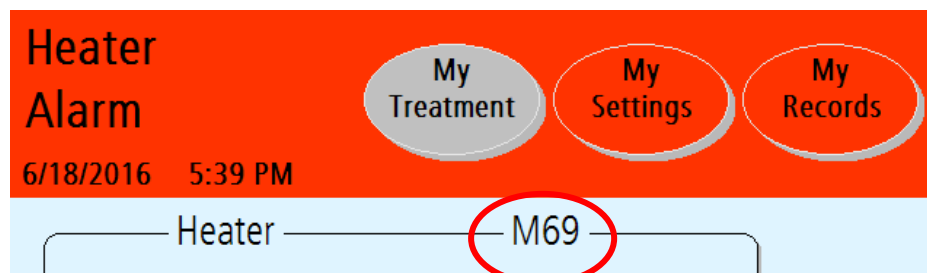 Heater
Alarm
6/18/2016 5:39 PM
My
Treatment
My
Settings
My
Records
Heater M69